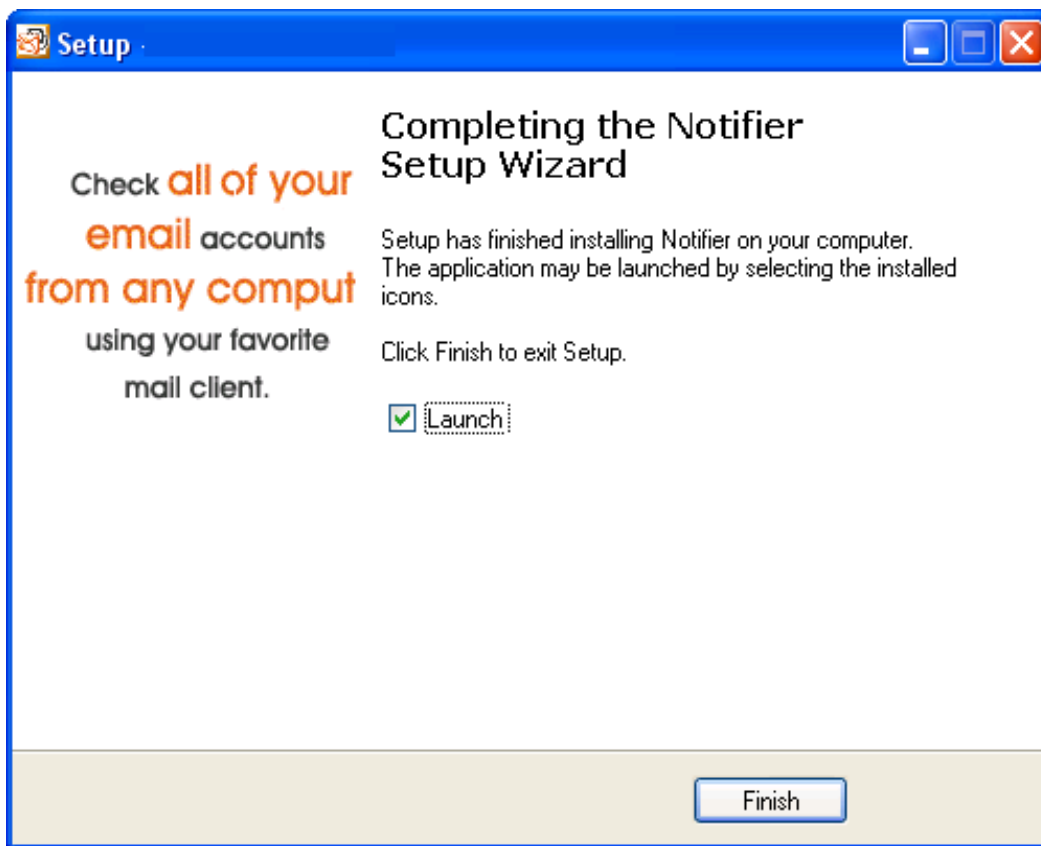 Setup -
Check all of your
email accounts
from any comput
using your favorite
mail client.
Completing the Notifier
Setup Wizard
Setup has finished installing Notifier on your computer.
The application may be launched by selecting the installed
icons.
Click Finish to exit Setup.
Launch
Finish